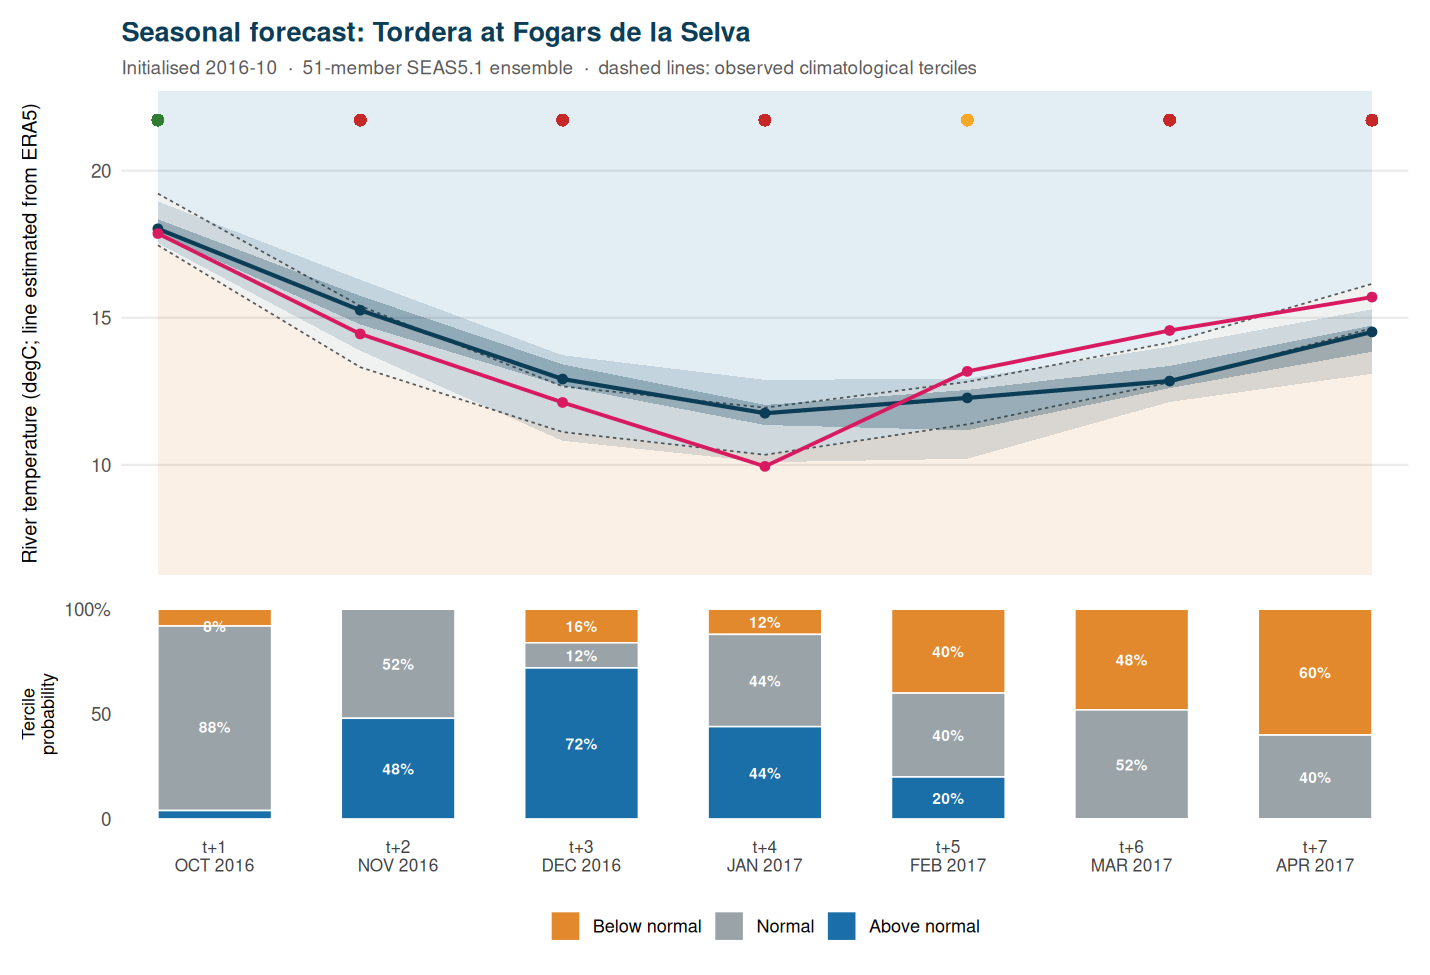 Seasonal forecast: Tordera at Fogars de la Selva
Initialised 2016-10 · 51-member SEAS5.1 ensemble · dashed lines: observed climatological terciles
River temperature (degC; line estimated from ERA5)
20
15
10
Tercile
probability
100%
50
0
8%
88%
52%
48%
16%
12%
72%
12%
44%
44%
40%
40%
20%
48%
52%
60%
40%
t+1
OCT 2016
t+2
NOV 2016
t+3
DEC 2016
t+4
JAN 2017
t+5
FEB 2017
t+6
MAR 2017
t+7
APR 2017
Below normal
Normal
Above normal